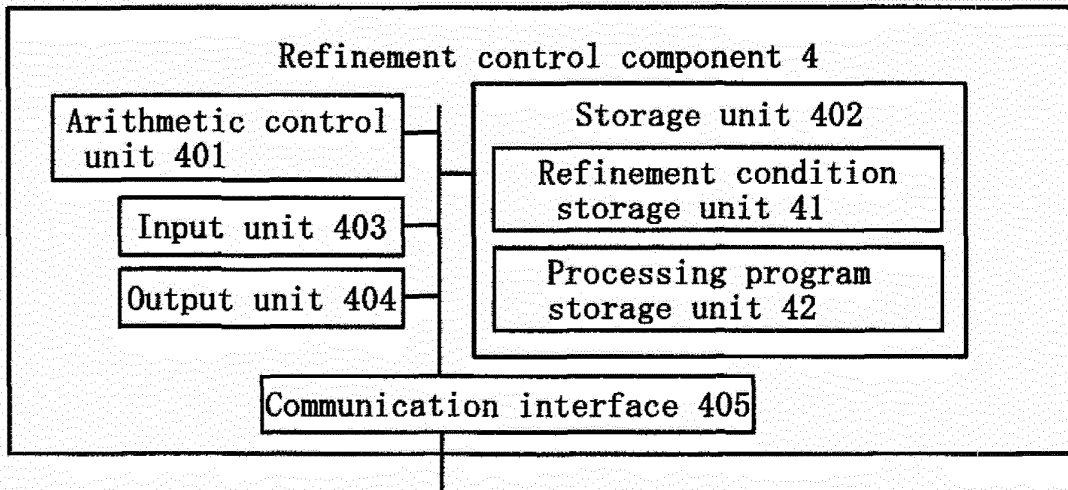 Refinement control component 4
Arithmetic control
unit 401
Input unit 403
Output unit 404
Storage unit 402
Refinement condition
storage unit 41
Processing program
storage unit 42
Communication interface 405